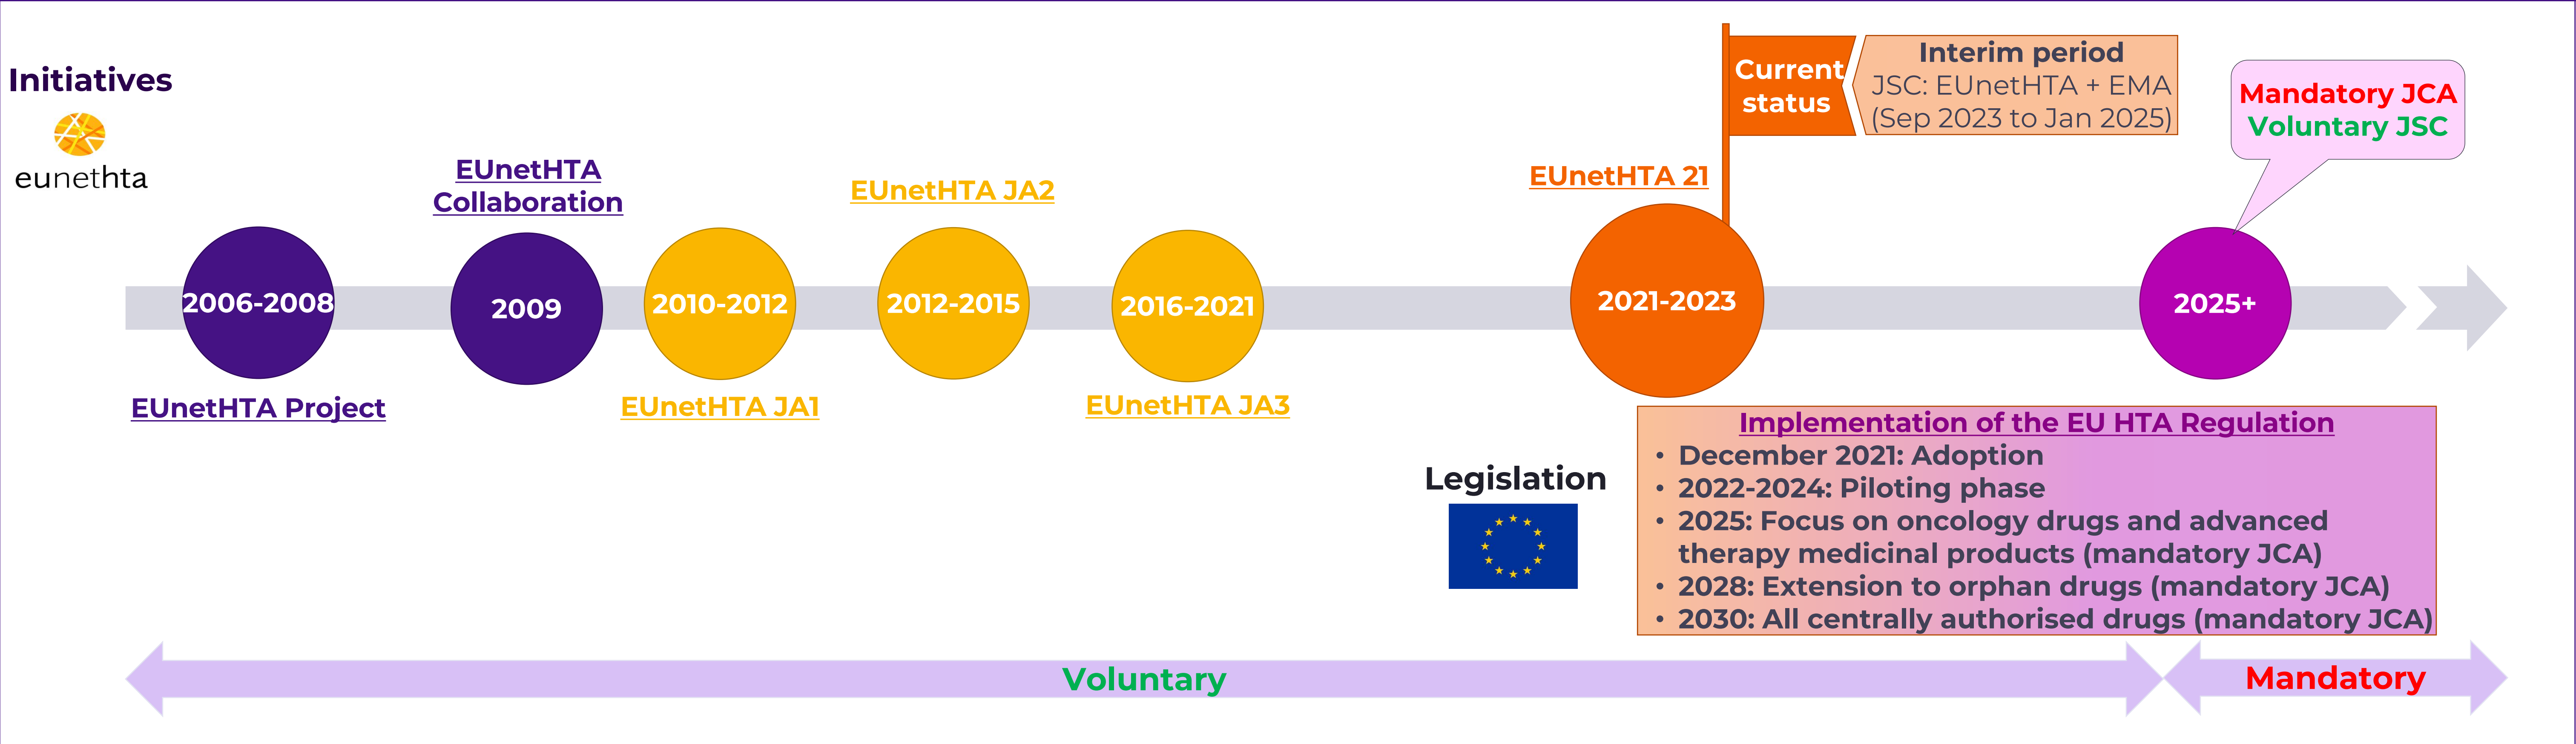 Initiatives
eunethta
EUnetHTA
Collaboration
EUnetHTA JA2
EUnetHTA 21
Current
status
Interim period
JSC: EUnetHTA + EMA
(Sep 2023 to Jan 2025)
Mandatory JCA
Voluntary JSC
2006-2008
2009
2010-2012
2012-2015
2016-2021
2021-2023
2025+
EUnetHTA Project
EUnetHTA JA1
EUnetHTA JA3
Legislation
Implementation of the EU HTA Regulation
• December 2021: Adoption
• 2022-2024: Piloting phase
• 2025: Focus on oncology drugs and advanced
therapy medicinal products (mandatory JCA)
• 2028: Extension to orphan drugs (mandatory JCA)
• 2030: All centrally authorised drugs (mandatory JCA)
Voluntary
Mandatory